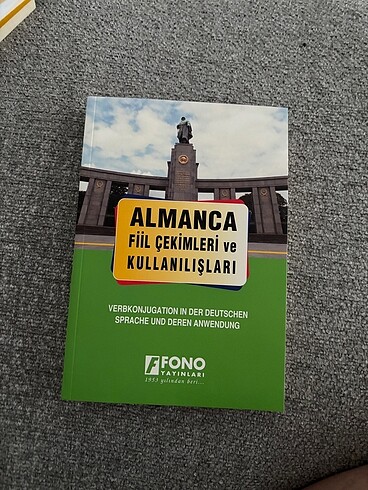 ALMANCA
FİİL ÇEKİMLERİ ve
KULLANILIŞLARI
VERBKONJUGATION IN DER DEUTSCHEN
SPRACHE UND DEREN ANWENDUNG
FONO
YAYINLARI
1953 yılından beri...